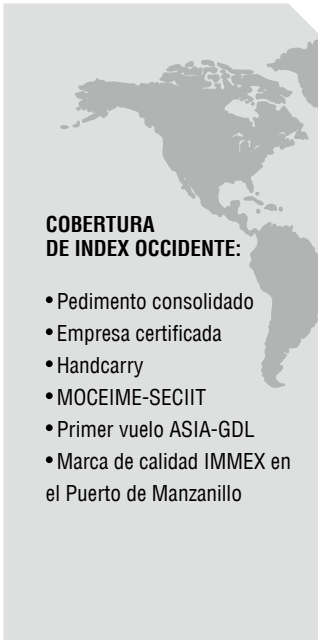 COBERTURA
DE INDEX OCCIDENTE:
• Pedimento consolidado
• Empresa certificada
• Handcarry
• MOCEIME-SECIIT
• Primer vuelo ASIA-GDL
• Marca de calidad IMMEX en
el Puerto de Manzanillo